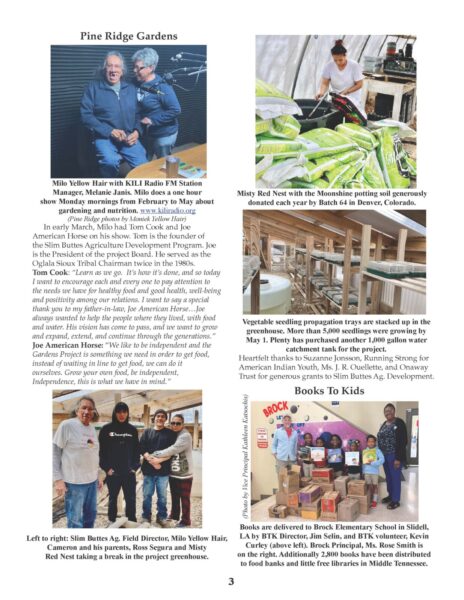 Pine Ridge Gardens
Milo Yellow Hair with KILI Radio FM Station
Manager, Melanie Janis. Milo does a one hour
show Monday mornings from February to May about
gardening and nutrition. www.kiliradio.org
(Pine Ridge photos by Moniek Yellow Hair)
In early March, Milo had Tom Cook and Joe
American Horse on his show. Tom is the founder of
the Slim Buttes Agriculture Development Program. Joe
is the President of the project Board. He served as the
Oglala Sioux Tribal Chairman twice in the 1980s.
Tom Cook: "Learn as we go. It's how it's done, and so today
I want to encourage each and every one to pay attention to
the needs we have for healthy food and good health, well-being
and positivity among our relations. I want to say a special
thank you to my father-in-law, Joe American Horse…Joe
always wanted to help the people where they lived, with food
and water. His vision has come to pass, and we want to grow
and expand, extend, and continue through the generations."
Joe American Horse: "We like to be independent and the
Gardens Project is something we need in order to get food,
instead of waiting in line to get food, we can do it
ourselves. Grow your own food, be independent,
Independence, this is what we have in mind."
Champion
Left to right: Slim Buttes Ag. Field Director, Milo Yellow Hair,
Cameron and his parents, Ross Segura and Misty
Red Nest taking a break in the project greenhouse.
Misty Red Nest with the Moonshine potting soil generously
donated each year by Batch 64 in Denver, Colorado.
Vegetable seedling propagation trays are stacked up in the
greenhouse. More than 5,000 seedlings were growing by
May 1. Plenty has purchased another 1,000 gallon water
catchment tank for the project.
Heartfelt thanks to Suzanne Jonsson, Running Strong for
American Indian Youth, Ms. J. R. Ouellette, and Onaway
Trust for generous grants to Slim Buttes Ag. Development.
Books To Kids
(Photo by Vice Principal Kathleen Katsookis)
BROCK
Books are delivered to Brock Elementary School in Slidell,
LA by BTK Director, Jim Selin, and BTK volunteer, Kevin
Curley (above left). Brock Principal, Ms. Rose Smith is
on the right. Additionally 2,800 books have been distributed
to food banks and little free libraries in Middle Tennessee.
3